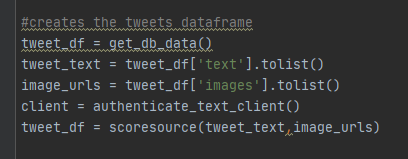 #creates the tweets dataframe
tweet_df = get_db_data()
tweet_text = tweet_df['text'].tolist()
image_urls = tweet_df['images'].tolist()
client = authenticate_text_client()
tweet_df = scoresource(tweet_text,image_urls)